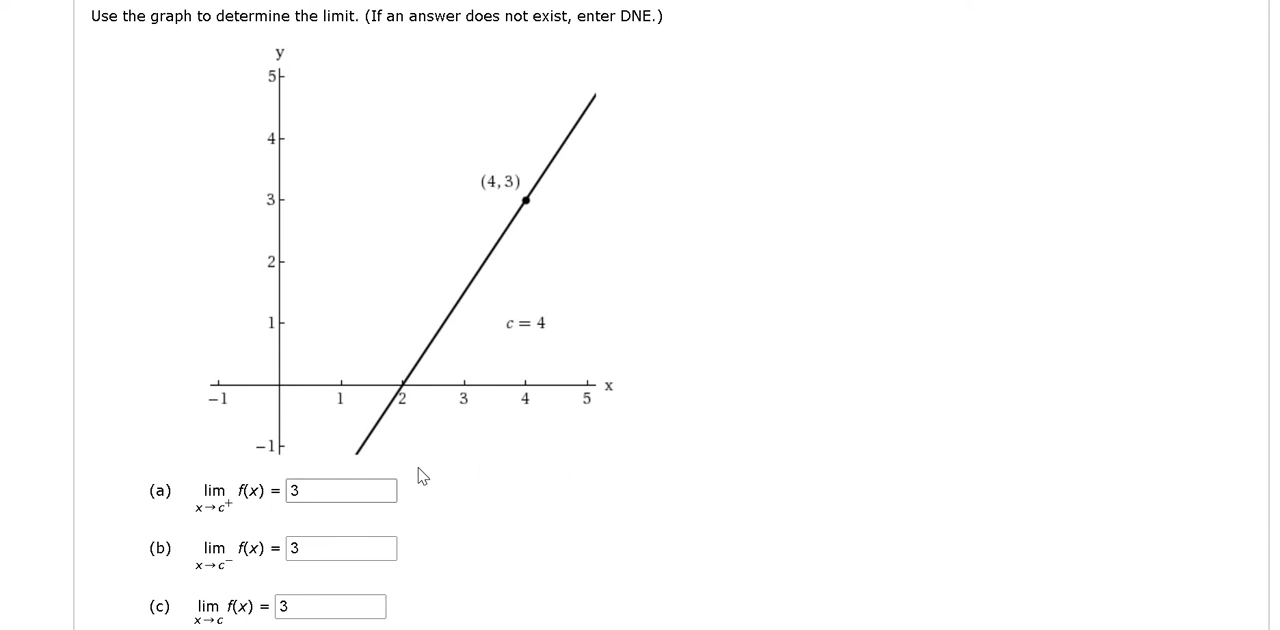 Use the graph to determine the limit. (If an answer does not exist, enter DNE.)
y
5
4
(4, 3)
3
2
1
c = 4
x
−1
1
2
3
4
5
−1
(a) lim x→c⁺ f(x) = 3
(b) lim x→c⁻ f(x) = 3
(c) lim x→c f(x) = 3